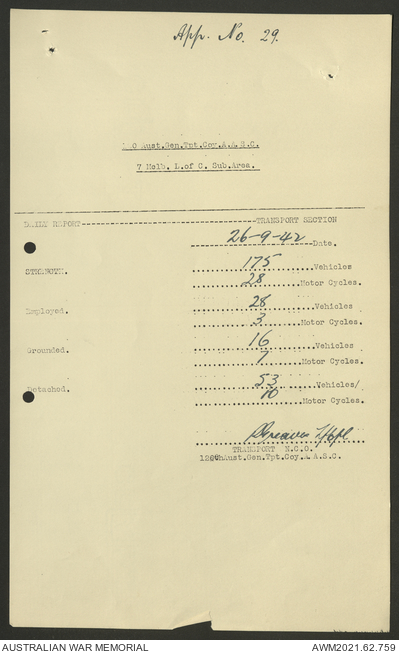 App. No. 29.
Aust.Gen.Tpt.Coy.A.A.S.C.
7 Melb. L.of C. Sub.Area.
DAILY REPORT--------------------TRANSPORT SECTION
26-9-42 Date.
STRENGTH. 175 Vehicles
28 Motor Cycles.
Employed. 28 Vehicles
3 Motor Cycles.
Grounded. 16 Vehicles
7 Motor Cycles.
Detached. 53 Vehicles/
10 Motor Cycles.
TRANSPORT N.C.O.
Aust.Gen.Tpt.Coy.A.A.S.C.
AUSTRALIAN WAR MEMORIAL
AWM2021.62.759